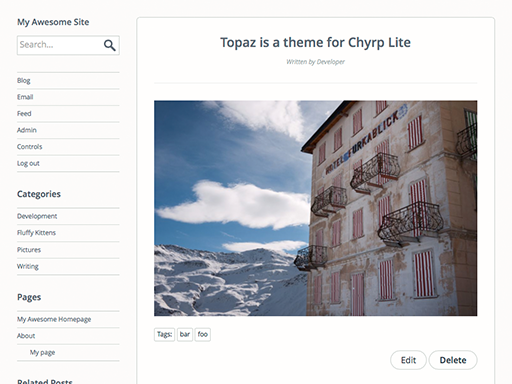 My Awesome Site
Search...
Blog
Email
Feed
Admin
Controls
Log out
Categories
Development
Fluffy Kittens
Pictures
Writing
Pages
My Awesome Homepage
About
My page
Related Posts
Topaz is a theme for Chyrp Lite
Written by Developer
HOTEL FURKABLICK
Tags: bar foo
Edit Delete